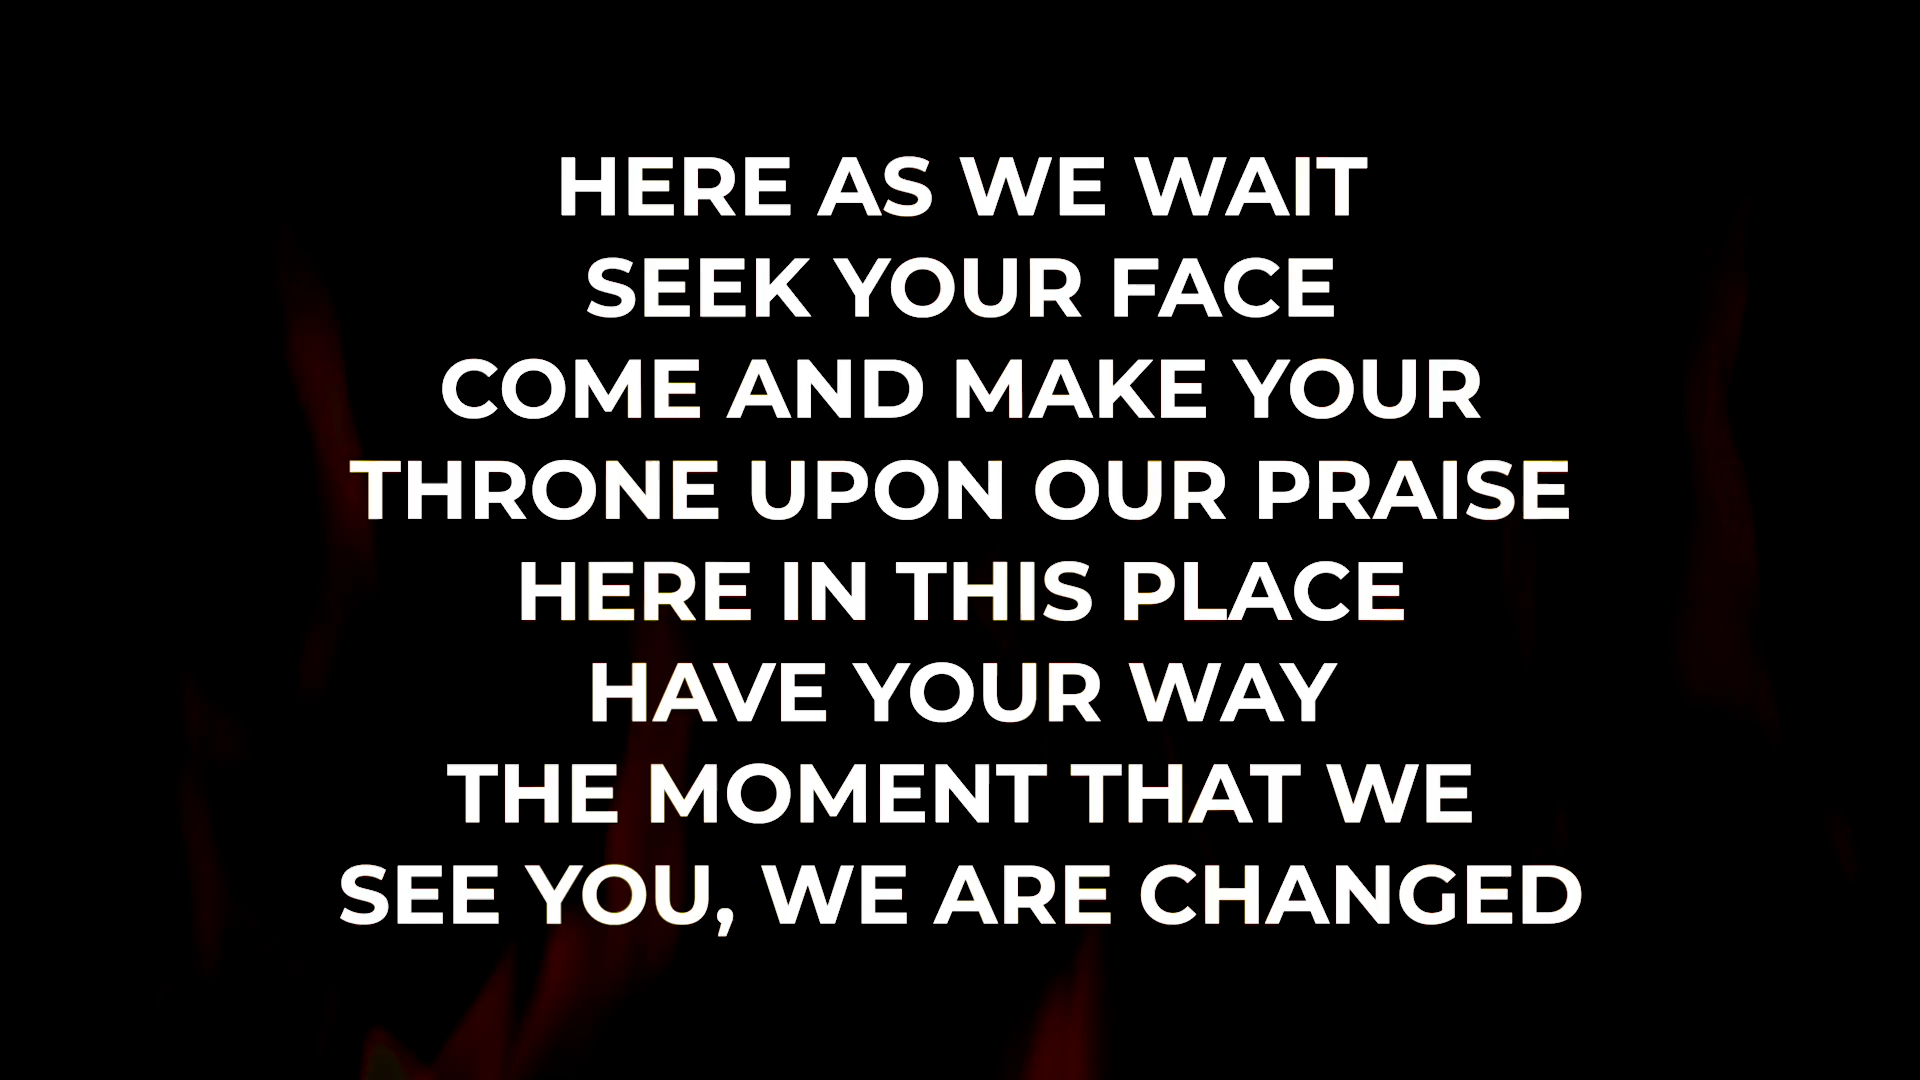 HERE AS WE WAIT
SEEK YOUR FACE
COME AND MAKE YOUR
THRONE UPON OUR PRAISE
HERE IN THIS PLACE
HAVE YOUR WAY
THE MOMENT THAT WE
SEE YOU, WE ARE CHANGED